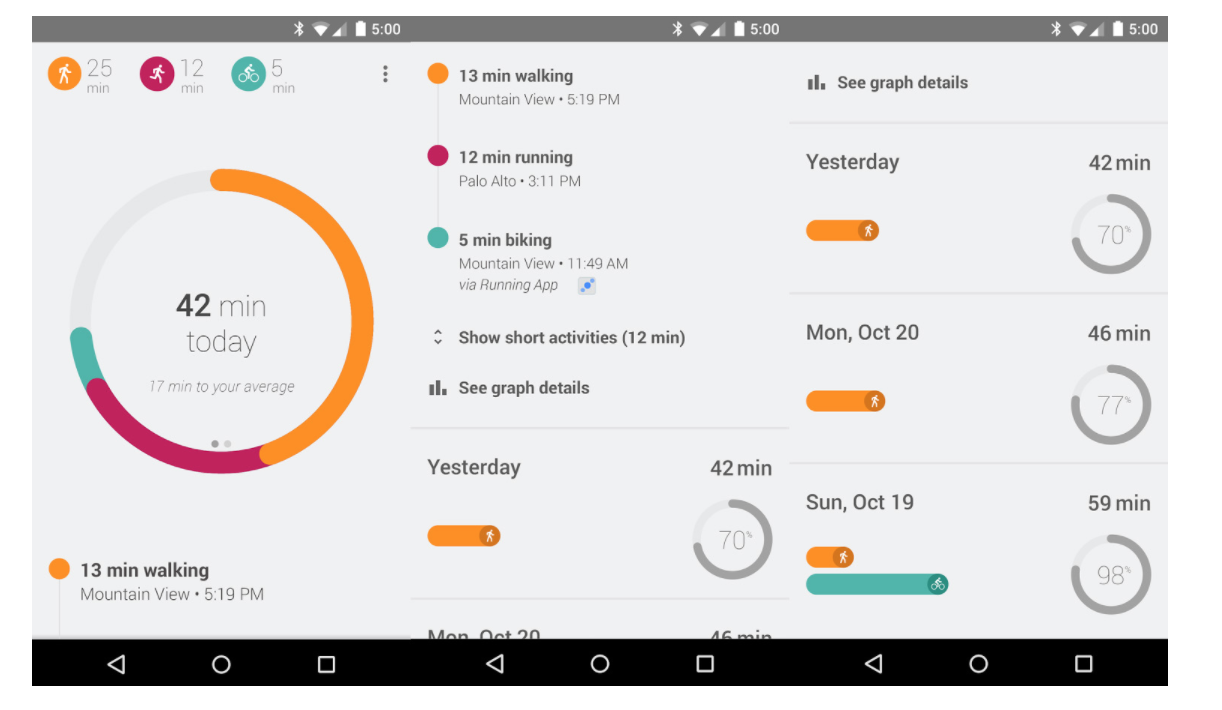 5:00
25
min
12
min
5
min
42 min
today
17 min to your average
13 min walking
Mountain View • 5:19 PM
5:00
13 min walking
Mountain View • 5:19 PM
12 min running
Palo Alto • 3:11 PM
5 min biking
Mountain View • 11:49 AM
via Running App
Show short activities (12 min)
See graph details
Yesterday 42 min
70%
Mon, Oct 20 46 min
5:00
See graph details
Yesterday 42 min
70%
Mon, Oct 20 46 min
77%
Sun, Oct 19 59 min
98%